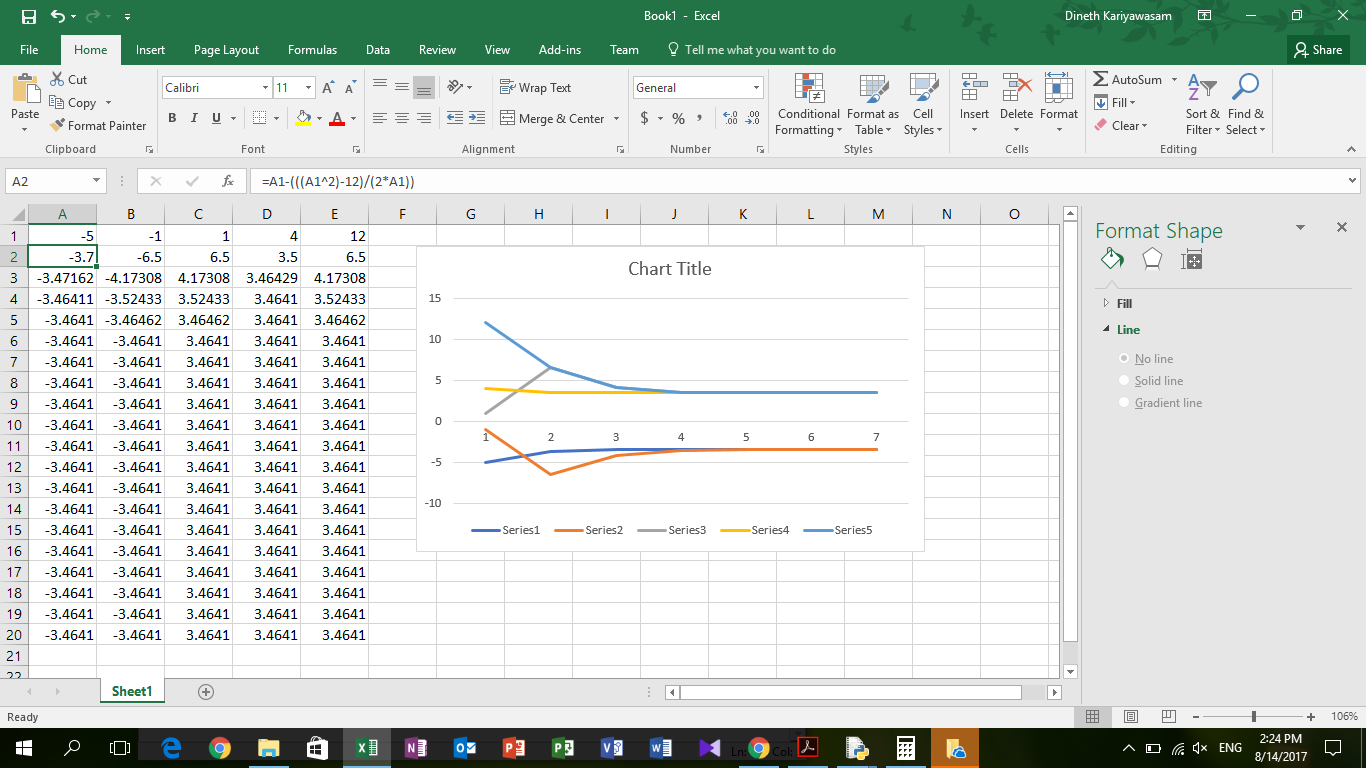 Book1 - Excel
Dineth Kariyawasam
File Home Insert Page Layout Formulas Data Review View Add-ins Team Tell me what you want to do Share
Paste
Cut
Copy
Format Painter
Clipboard
Calibri 11 A A
B I U A
Font
Wrap Text
Merge & Center
Alignment
General
$ % ,
Number
Conditional Formatting
Format as Table
Cell Styles
Styles
Insert Delete Format
Cells
AutoSum
Fill
Clear
Sort & Filter
Find & Select
Editing
A2 fx =A1-(((A1^2)-12)/(2*A1))
A B C D E F G H I J K L M N O
1 -5 -1 1 4 12
2 -3.7 -6.5 6.5 3.5 6.5
3 -3.47162 -4.17308 4.17308 3.46429 4.17308
4 -3.46411 -3.52433 3.52433 3.4641 3.52433
5 -3.4641 -3.46462 3.46462 3.4641 3.46462
6 -3.4641 -3.4641 3.4641 3.4641 3.4641
7 -3.4641 -3.4641 3.4641 3.4641 3.4641
8 -3.4641 -3.4641 3.4641 3.4641 3.4641
9 -3.4641 -3.4641 3.4641 3.4641 3.4641
10 -3.4641 -3.4641 3.4641 3.4641 3.4641
11 -3.4641 -3.4641 3.4641 3.4641 3.4641
12 -3.4641 -3.4641 3.4641 3.4641 3.4641
13 -3.4641 -3.4641 3.4641 3.4641 3.4641
14 -3.4641 -3.4641 3.4641 3.4641 3.4641
15 -3.4641 -3.4641 3.4641 3.4641 3.4641
16 -3.4641 -3.4641 3.4641 3.4641 3.4641
17 -3.4641 -3.4641 3.4641 3.4641 3.4641
18 -3.4641 -3.4641 3.4641 3.4641 3.4641
19 -3.4641 -3.4641 3.4641 3.4641 3.4641
20 -3.4641 -3.4641 3.4641 3.4641 3.4641
21
22
Chart Title
15
10
5
0
-5
-10
1 2 3 4 5 6 7
Series1 Series2 Series3 Series4 Series5
Format Shape
Fill
Line
No line
Solid line
Gradient line
Sheet1
Ready
106%
Ln: Col:
ENG
2:24 PM
8/14/2017